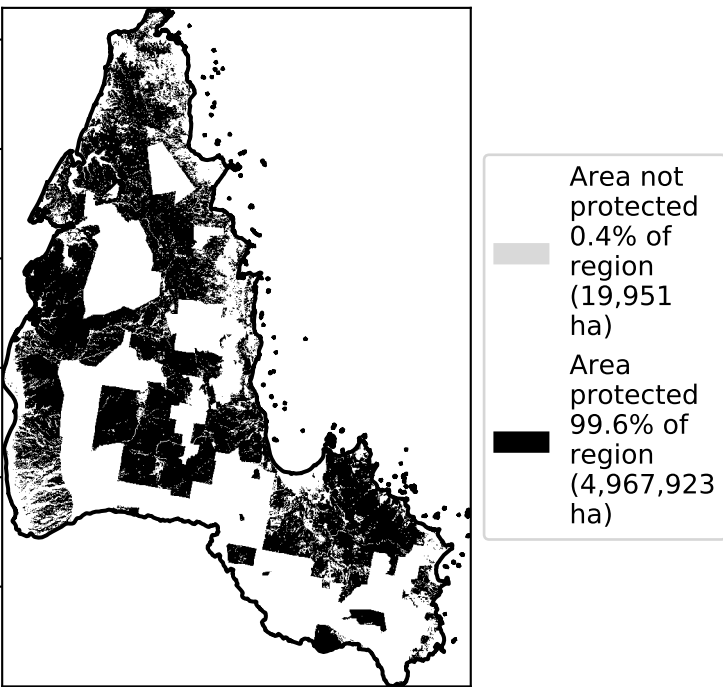 Area not
protected
0.4% of
region
(19,951
ha)
Area
protected
99.6% of
region
(4,967,923
ha)